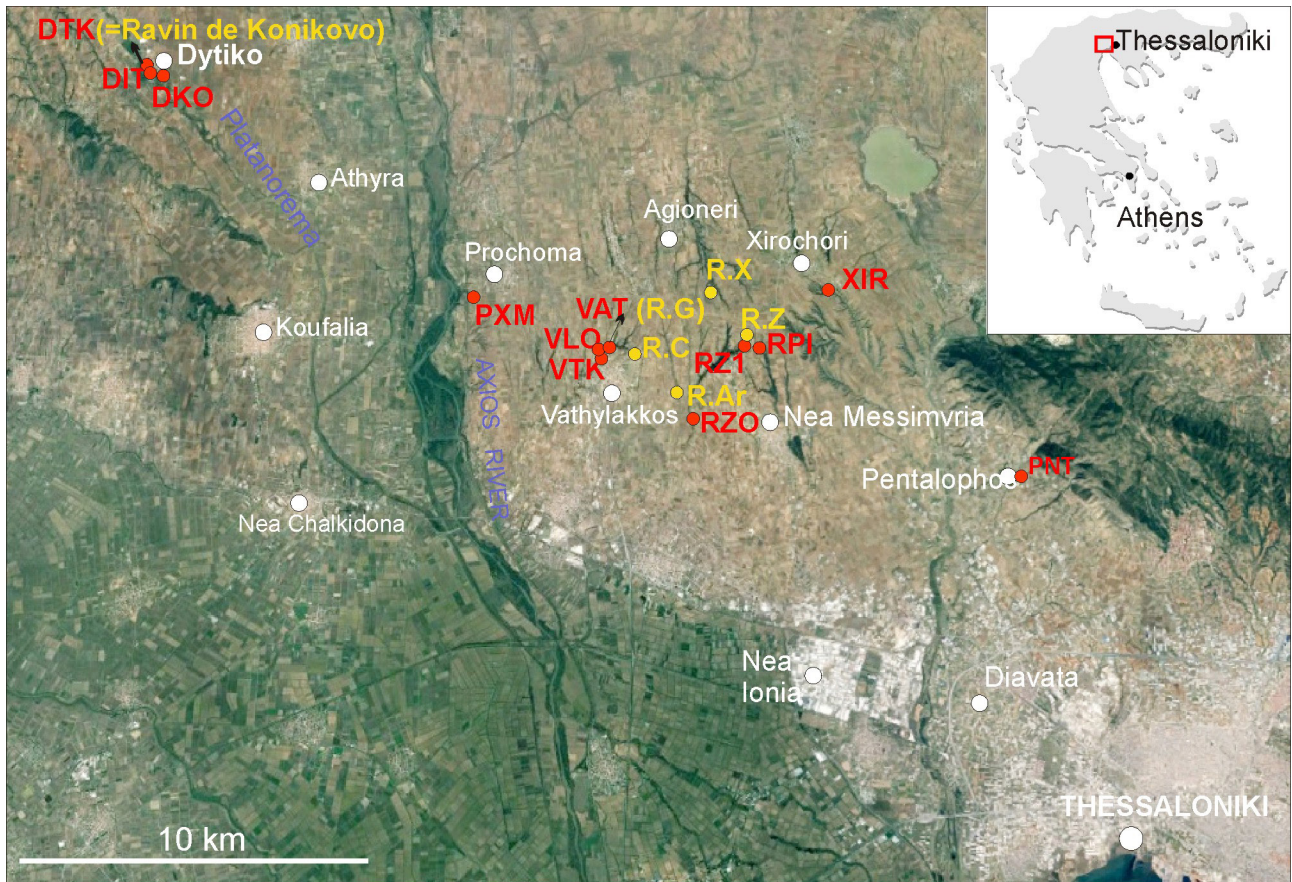 DTK(=Ravin de Konikovo)
Dytiko
DIT
DKO
Platanorema
Athyra
Agioneri
Prochoma
Xirochori
R.X
XIR
PXM
VAT (R.G)
R.Z
Koufalia
VLO
R.C
RZ1
RPI
VTK
AXIOS RIVER
R.Ar
Vathylakkos
RZO
Nea Messimvria
Pentalophos
PNT
Nea Chalkidona
Nea
Ionia
Diavata
THESSALONIKI
10 km
Thessaloniki
Athens